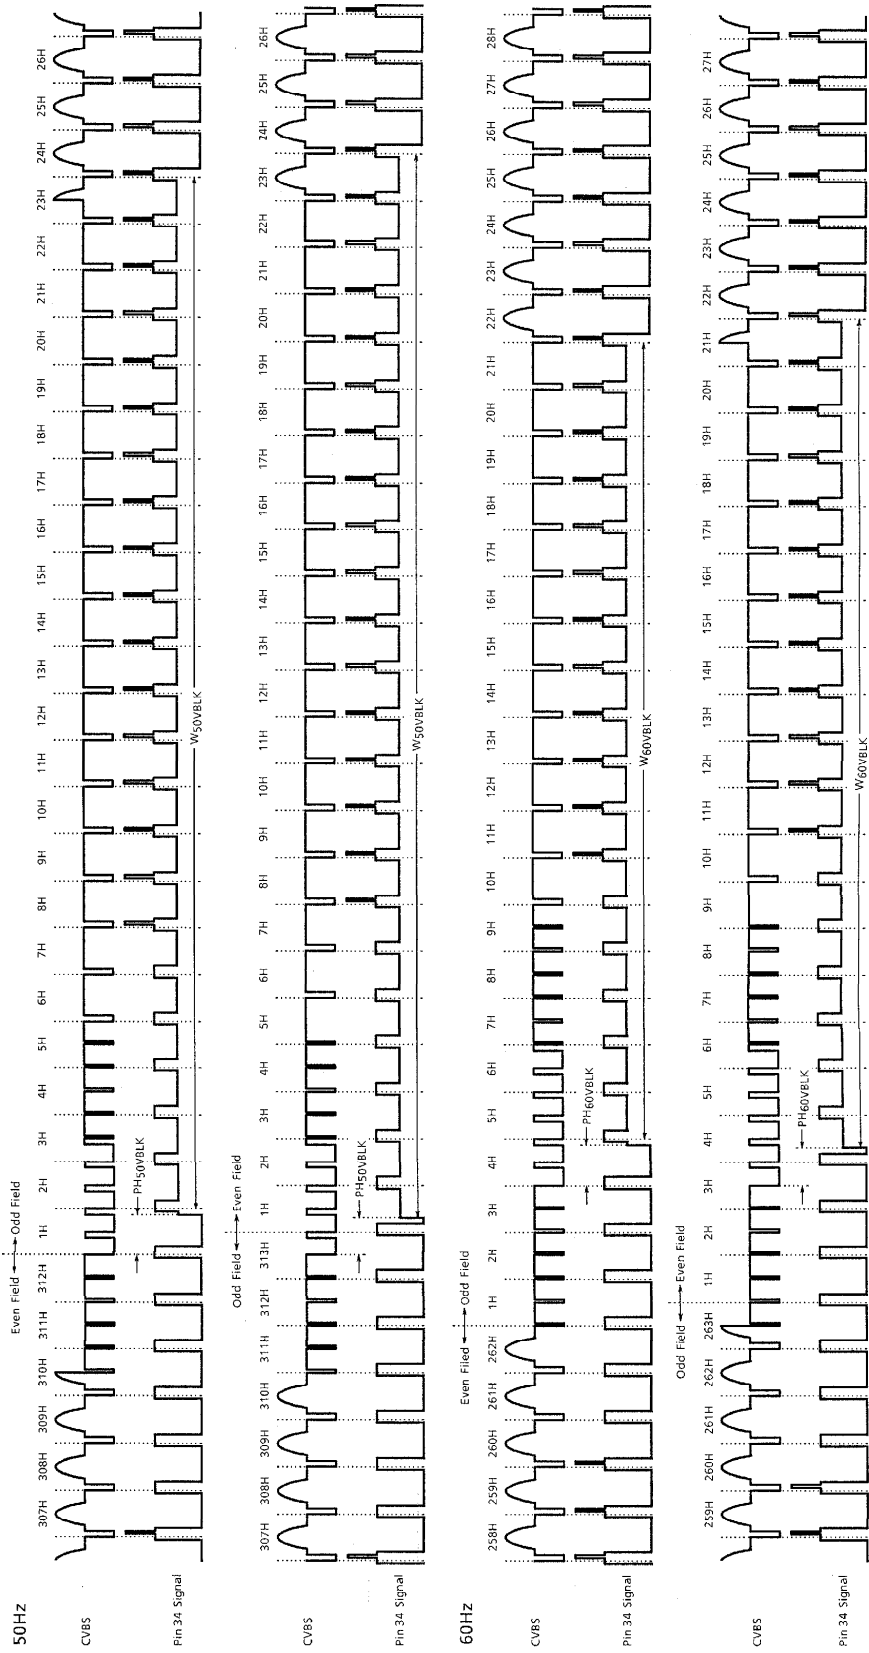 50Hz
Even Field Odd Field
307H 308H 309H 310H 311H 312H 1H 2H 3H 4H 5H 6H 7H 8H 9H 10H 11H 12H 13H 14H 15H 16H 17H 18H 19H 20H 21H 22H 23H 24H 25H 26H
CVBS
PH50VBLK
Pin 34 Signal
W50VBLK
Odd Field Even Field
307H 308H 309H 310H 311H 312H 313H 1H 2H 3H 4H 5H 6H 7H 8H 9H 10H 11H 12H 13H 14H 15H 16H 17H 18H 19H 20H 21H 22H 23H 24H 25H 26H
CVBS
PH50VBLK
Pin 34 Signal
W50VBLK
60Hz
Even Filed Odd Field
258H 259H 260H 261H 262H 1H 2H 3H 4H 5H 6H 7H 8H 9H 10H 11H 12H 13H 14H 15H 16H 17H 18H 19H 20H 21H 22H 23H 24H 25H 26H 27H 28H
CVBS
PH60VBLK
Pin 34 Signal
W60VBLK
Odd Field Even Field
259H 260H 261H 262H 263H 1H 2H 3H 4H 5H 6H 7H 8H 9H 10H 11H 12H 13H 14H 15H 16H 17H 18H 19H 20H 21H 22H 23H 24H 25H 26H 27H
CVBS
PH60VBLK
Pin 34 Signal
W60VBLK